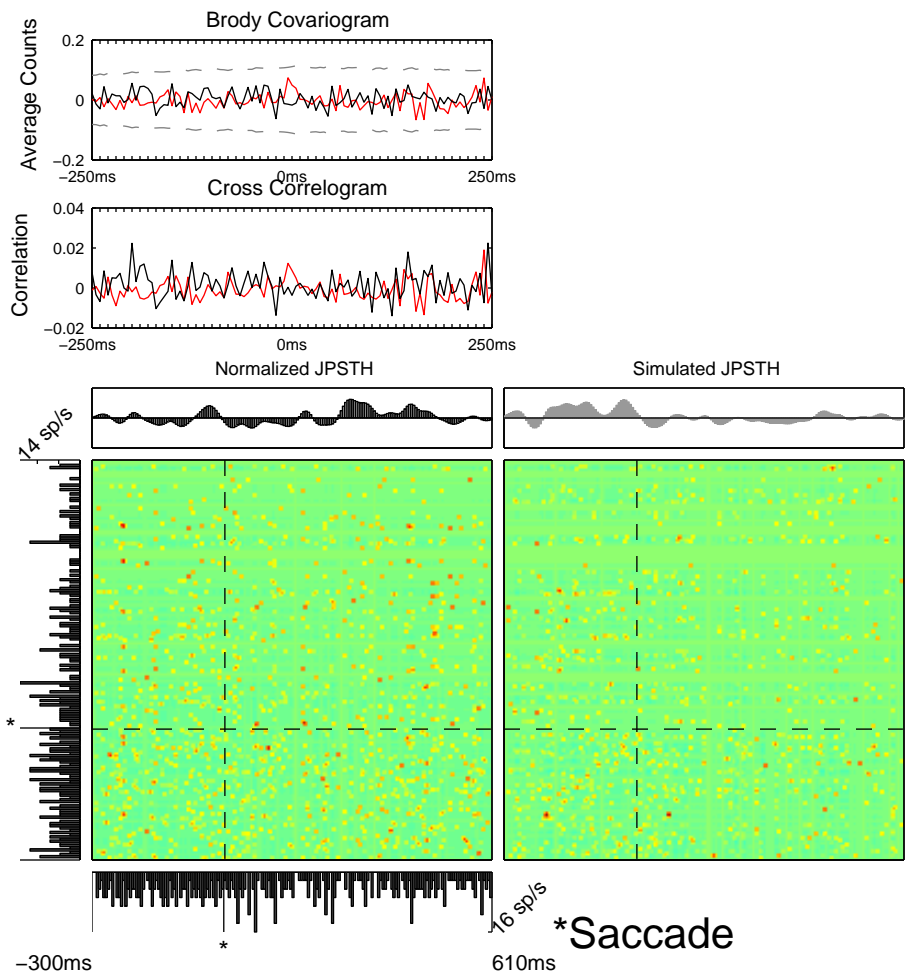 Brody Covariogram
Average Counts
0.2
0
−0.2
−250ms
0ms
250ms
Cross Correlogram
Correlation
0.04
0.02
0
−0.02
−250ms
0ms
250ms
Normalized JPSTH
Simulated JPSTH
14 sp/s
*
16 sp/s
*
*Saccade
−300ms
610ms